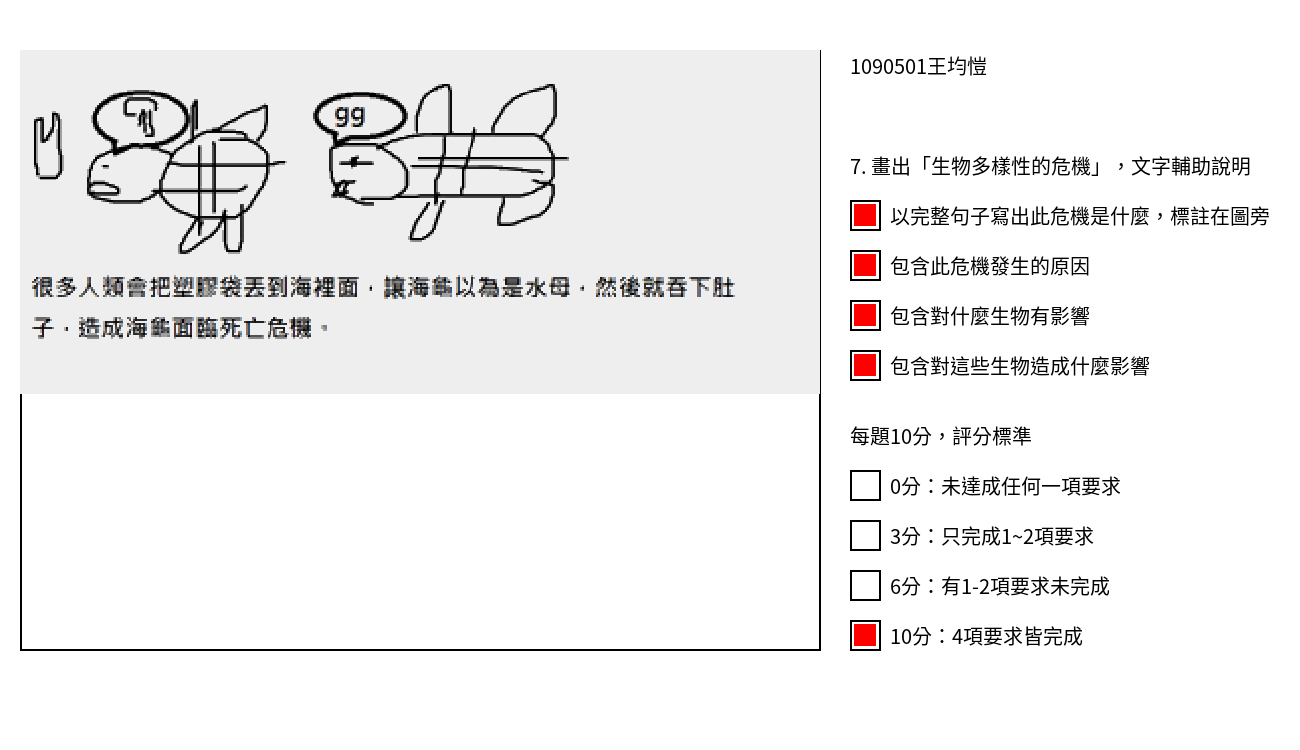 gg
很多人類會把塑膠袋丟到海裡面，讓海龜以為是水母，然後就吞下肚
子，造成海龜面臨死亡危機。
1090501王均愷
7. 畫出「生物多樣性的危機」，文字輔助說明
以完整句子寫出此危機是什麼，標註在圖旁
包含此危機發生的原因
包含對什麼生物有影響
包含對這些生物造成什麼影響
每題10分，評分標準
0分：未達成任何一項要求
3分：只完成1~2項要求
6分：有1-2項要求未完成
10分：4項要求皆完成